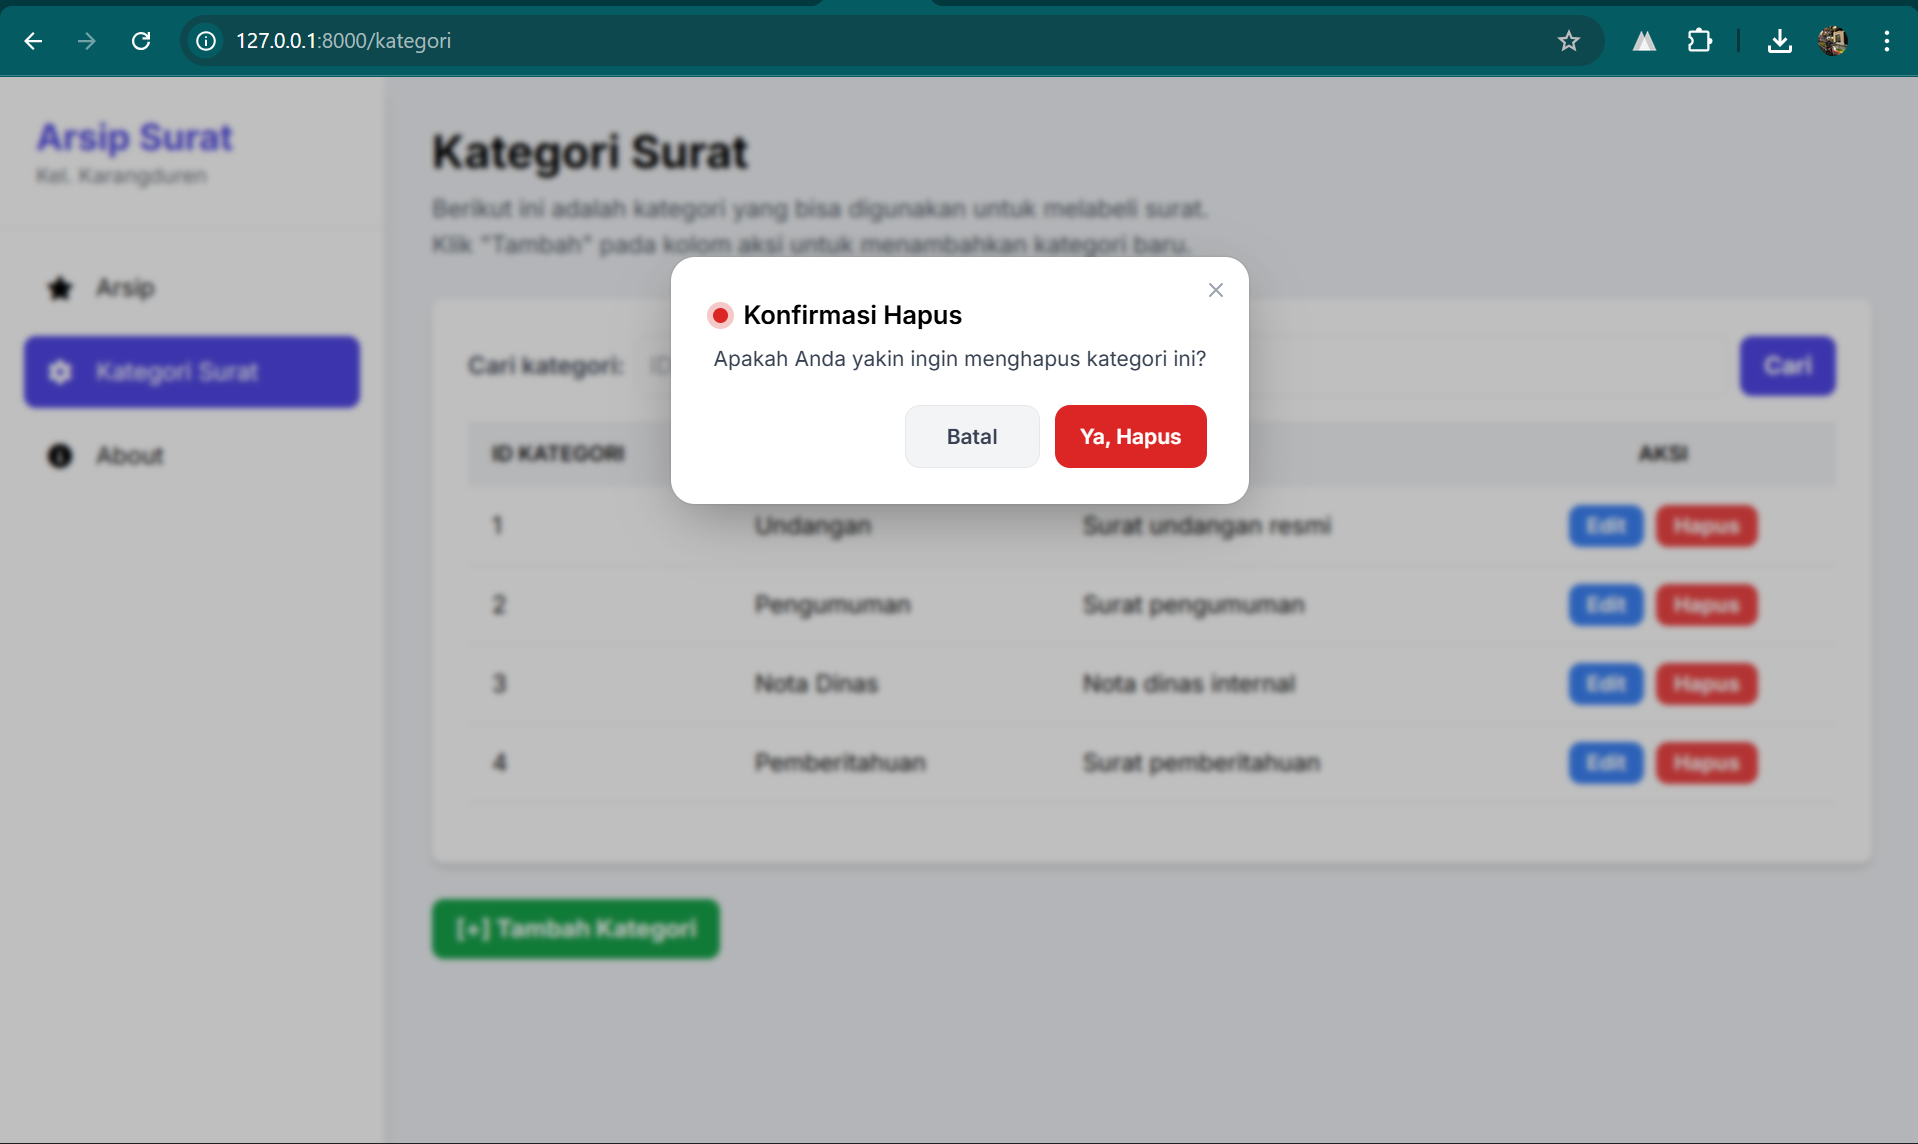 127.0.0.1:8000/kategori
Arsip Surat
Kel. Karangduren
Arsip
Kategori Surat
About
Kategori Surat
Berikut ini adalah kategori yang bisa digunakan untuk melabeli surat.
Klik "Tambah" pada kolom aksi untuk menambahkan kategori baru.
Konfirmasi Hapus
Apakah Anda yakin ingin menghapus kategori ini?
Batal
Ya, Hapus
Cari kategori: ID
Cari
ID KATEGORI
AKSI
1 Undangan Surat undangan resmi Edit Hapus
2 Pengumuman Surat pengumuman Edit Hapus
3 Nota Dinas Nota dinas internal Edit Hapus
4 Pemberitahuan Surat pemberitahuan Edit Hapus
[+] Tambah Kategori